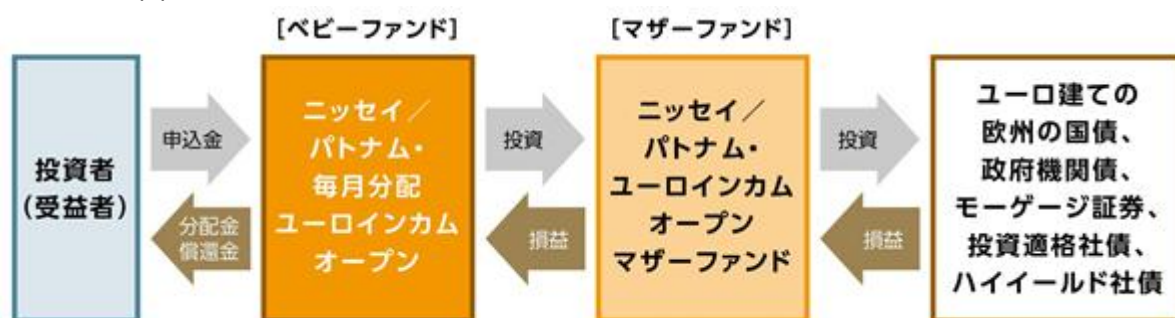 [ベビーファンド]
[マザーファンド]
投資者
(受益者)
申込金
分配金
償還金
ニッセイ/
パトナム・
毎月分配
ユーロインカム
オープン
投資
損益
ニッセイ/
パトナム・
ユーロインカム
オープン
マザーファンド
投資
損益
ユーロ建ての
欧州の国債、
政府機関債、
モーゲージ証券、
投資適格社債、
ハイイールド社債